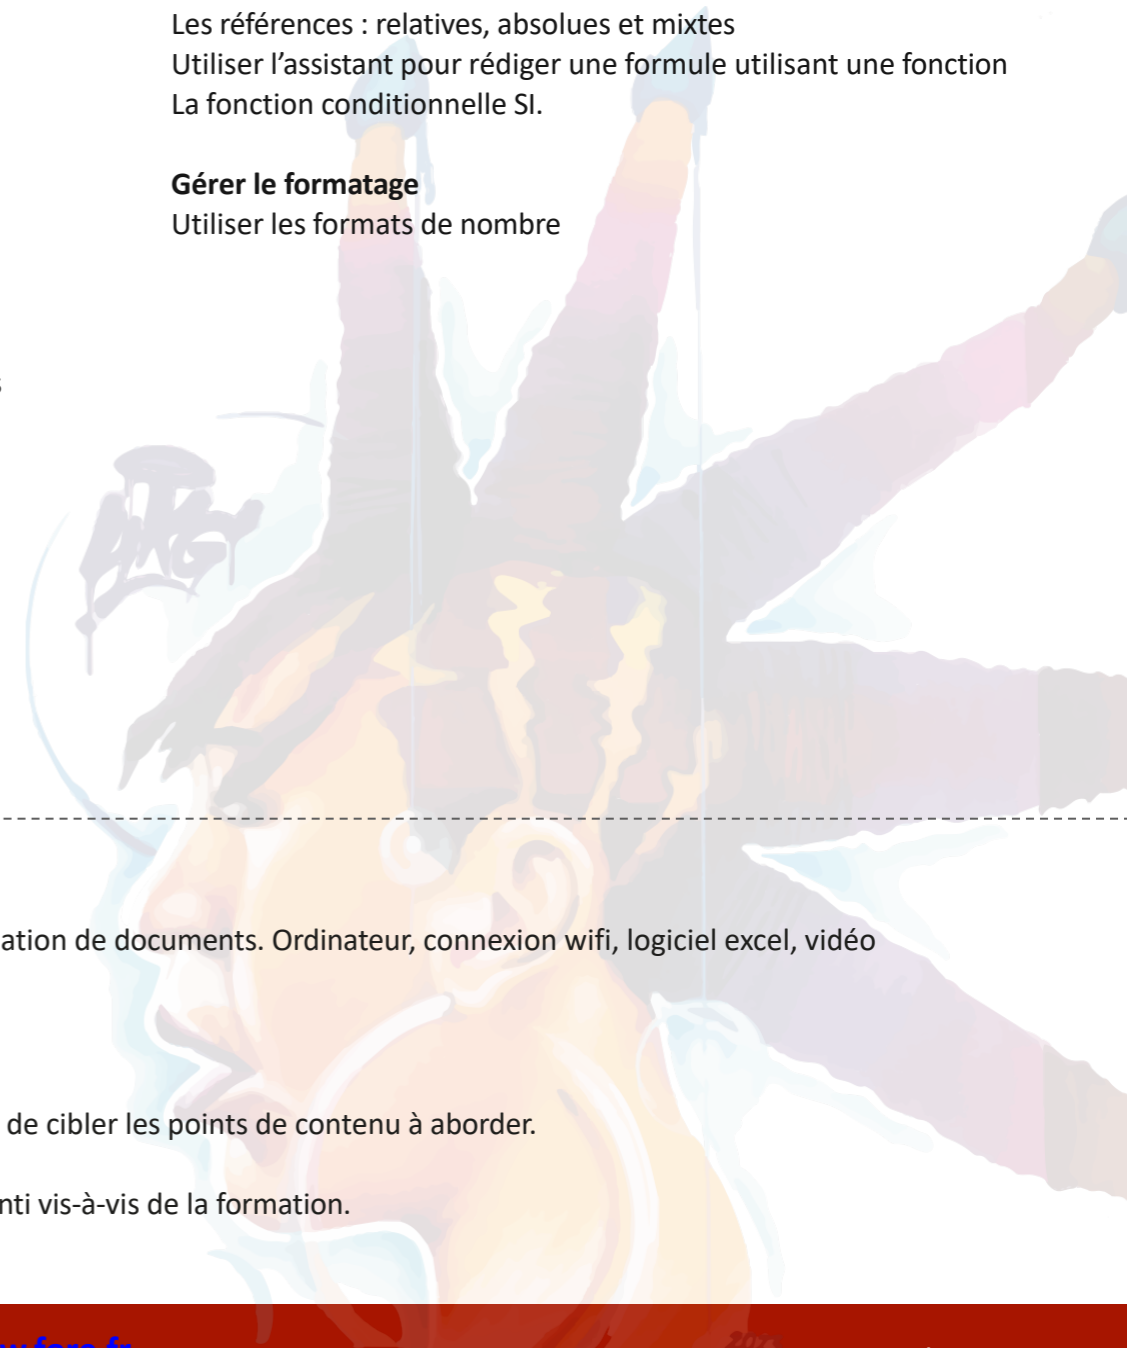 Les références : relatives, absolues et mixtes
Utiliser l’assistant pour rédiger une formule utilisant une fonction
La fonction conditionnelle SI.
Gérer le formatage
Utiliser les formats de nombre
ation de documents. Ordinateur, connexion wifi, logiciel excel, vidéo
de cibler les points de contenu à aborder.
nti vis-à-vis de la formation.